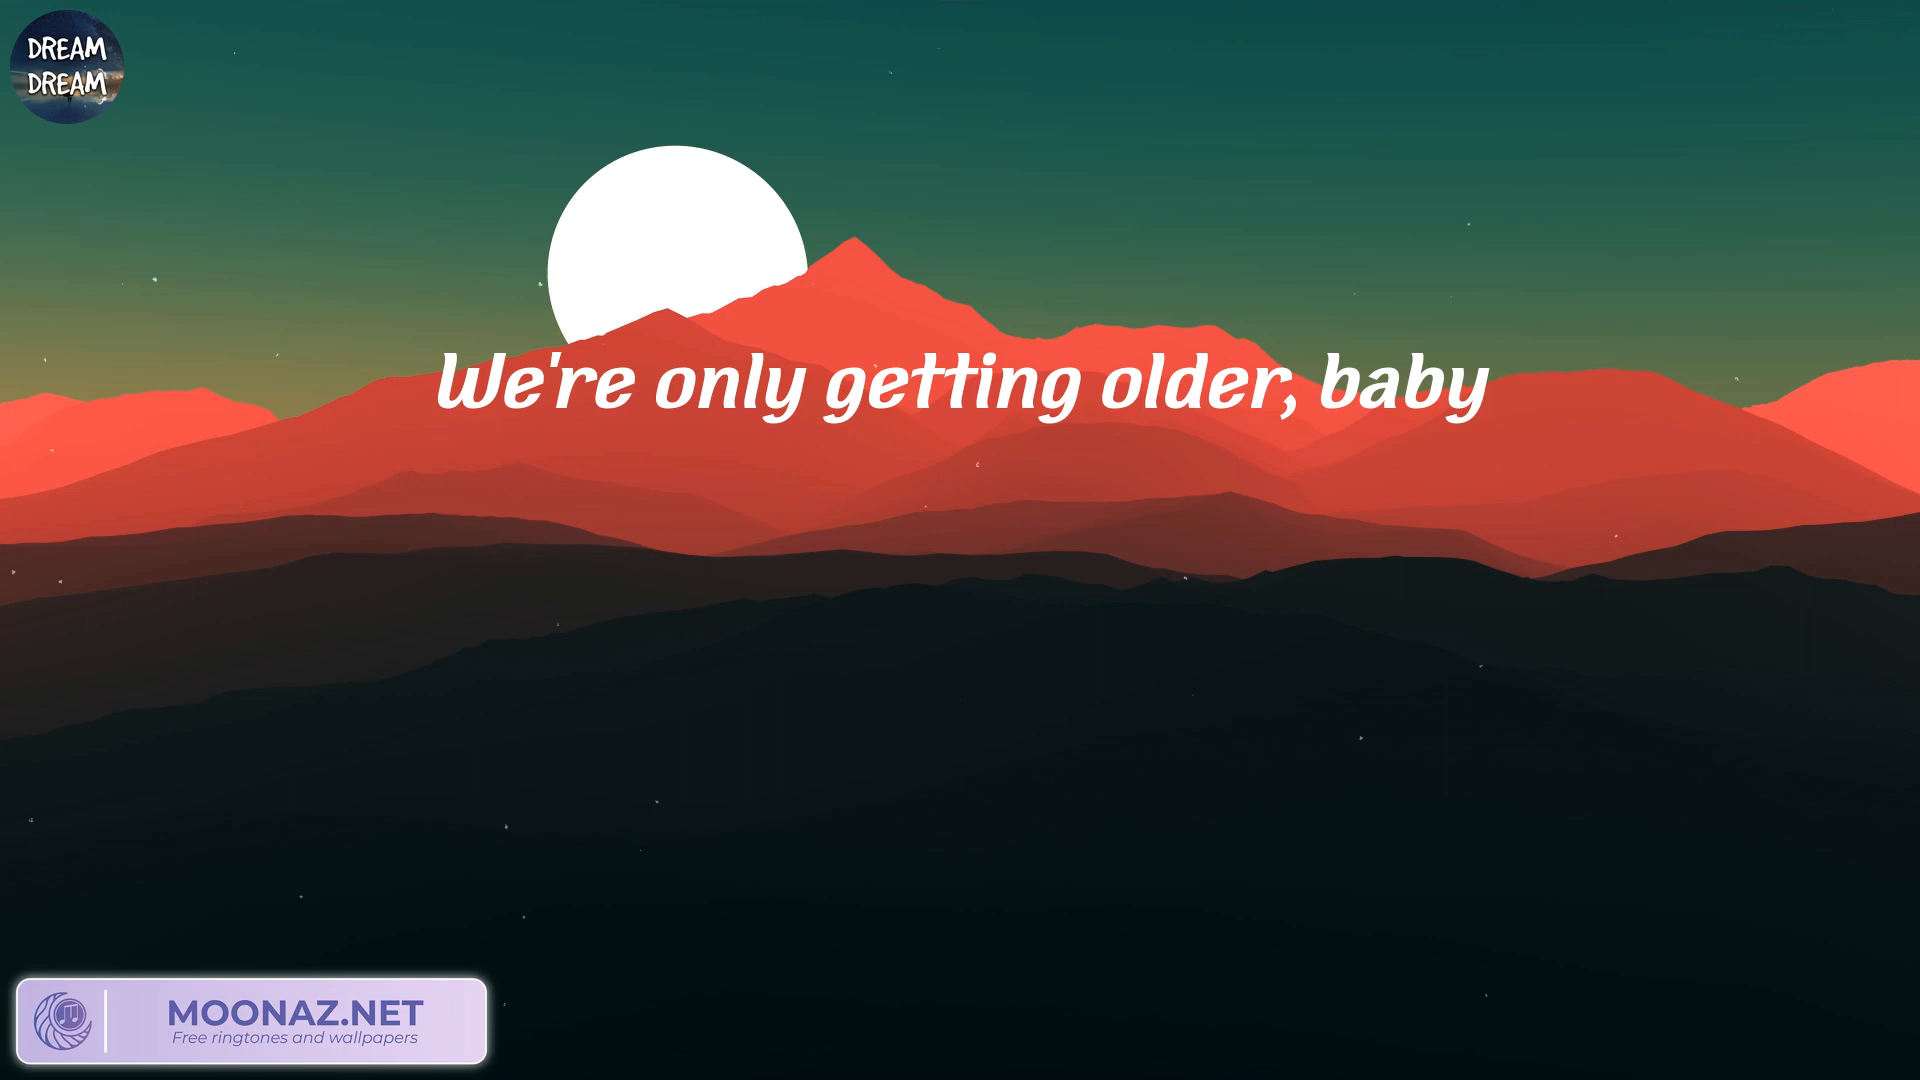 DREAM
DREAM
We're only getting older, baby
MOONAZ.NET
Free ringtones and wallpapers